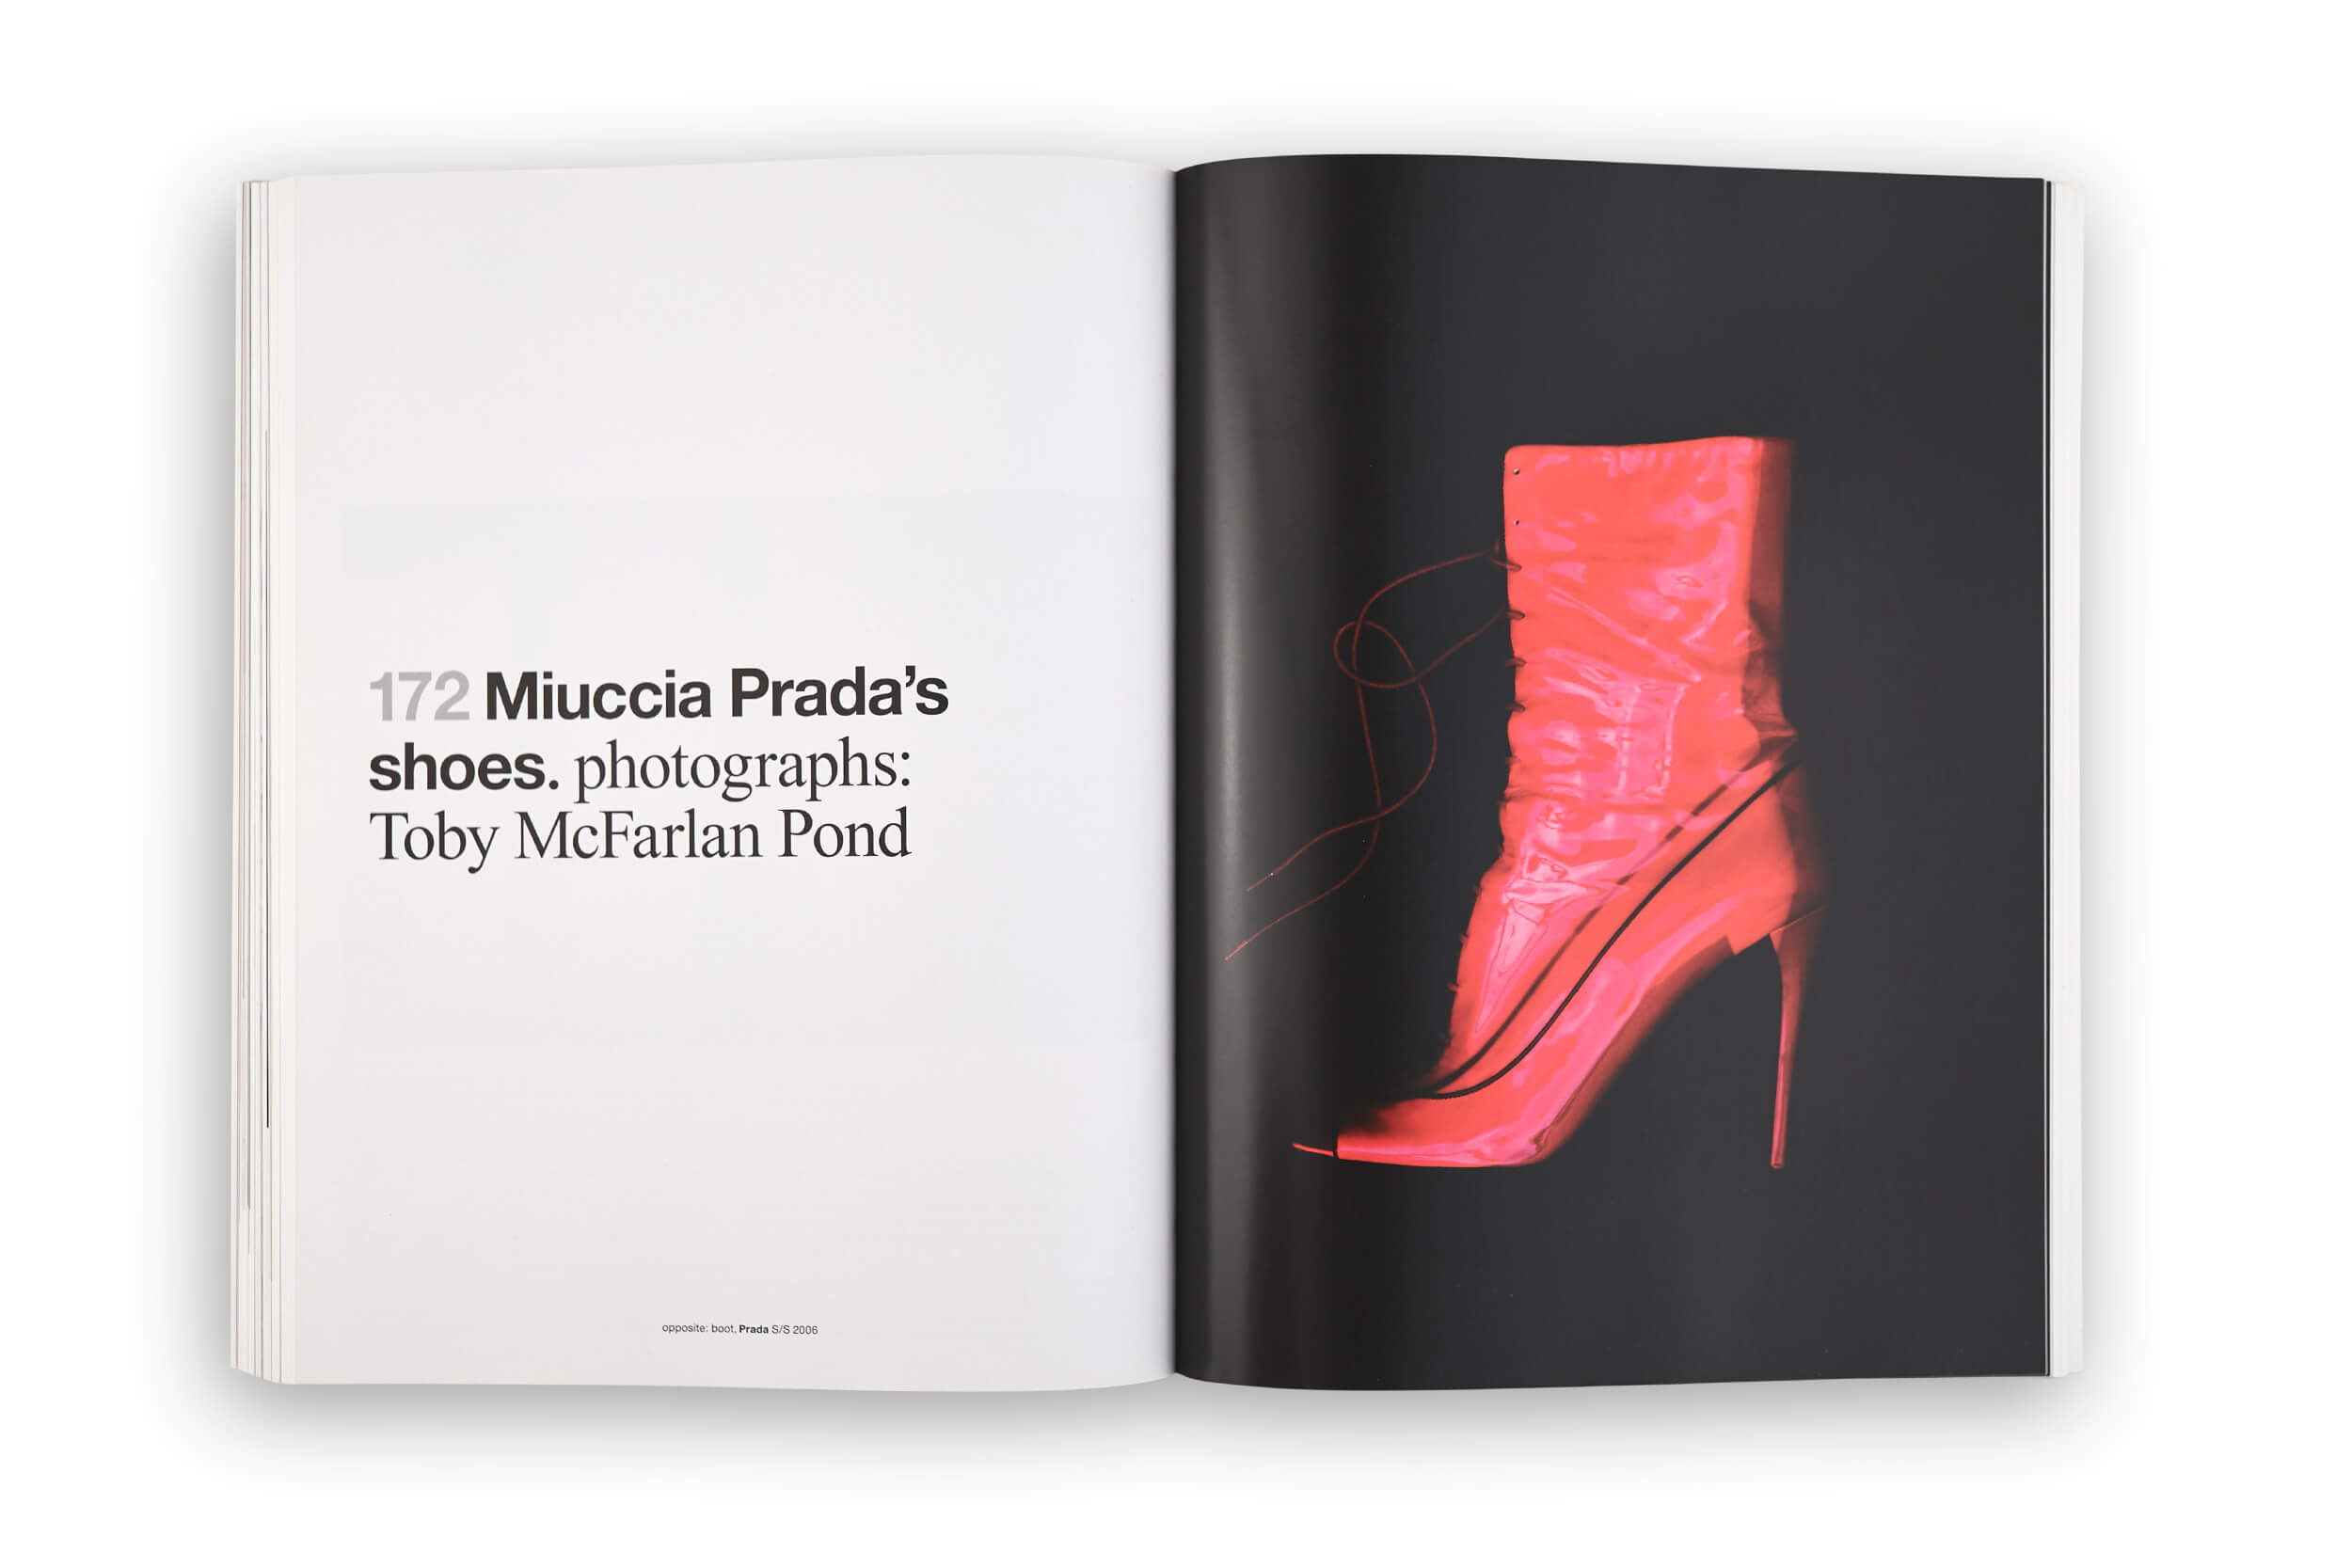 172 Miuccia Prada’s
shoes. photographs:
Toby McFarlan Pond
opposite: boot, Prada S/S 2006